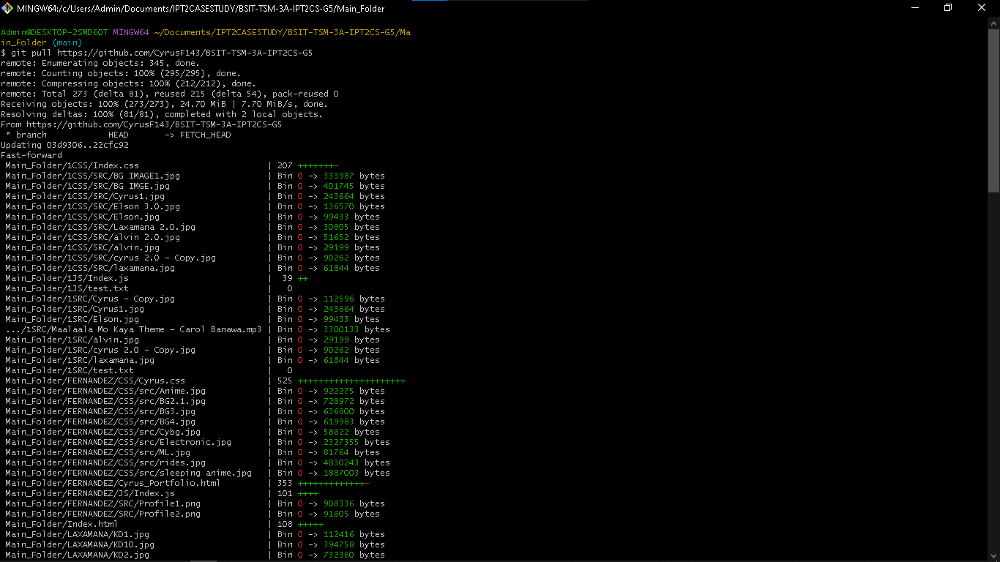 MINGW64:/c/Users/Admin/Documents/IPT2CASESTUDY/BSIT-TSM-3A-IPT2CS-G5/Main_Folder
Admin@DESKTOP-2SMD6OT MINGW64 ~/Documents/IPT2CASESTUDY/BSIT-TSM-3A-IPT2CS-G5/Ma
in_Folder (main)
$ git pull https://github.com/CyrusF143/BSIT-TSM-3A-IPT2CS-G5
remote: Enumerating objects: 345, done.
remote: Counting objects: 100% (295/295), done.
remote: Compressing objects: 100% (212/212), done.
remote: Total 273 (delta 81), reused 215 (delta 54), pack-reused 0
Receiving objects: 100% (273/273), 24.70 MiB | 7.70 MiB/s, done.
Resolving deltas: 100% (81/81), completed with 2 local objects.
From https://github.com/CyrusF143/BSIT-TSM-3A-IPT2CS-G5
 * branch            HEAD       -> FETCH_HEAD
Updating 03d9306..22cfc92
Fast-forward
 Main_Folder/1CSS/Index.css                         | 207 +++++++-
 Main_Folder/1CSS/SRC/BG IMAGE1.jpg                 | Bin 0 -> 333987 bytes
 Main_Folder/1CSS/SRC/BG IMGE.jpg                   | Bin 0 -> 401745 bytes
 Main_Folder/1CSS/SRC/Cyrus1.jpg                    | Bin 0 -> 243664 bytes
 Main_Folder/1CSS/SRC/Elson 3.0.jpg                 | Bin 0 -> 136570 bytes
 Main_Folder/1CSS/SRC/Elson.jpg                     | Bin 0 -> 99433 bytes
 Main_Folder/1CSS/SRC/Laxamana 2.0.jpg              | Bin 0 -> 30805 bytes
 Main_Folder/1CSS/SRC/alvin 2.0.jpg                 | Bin 0 -> 51652 bytes
 Main_Folder/1CSS/SRC/alvin.jpg                     | Bin 0 -> 29199 bytes
 Main_Folder/1CSS/SRC/cyrus 2.0 - Copy.jpg          | Bin 0 -> 90262 bytes
 Main_Folder/1CSS/SRC/laxamana.jpg                  | Bin 0 -> 61844 bytes
 Main_Folder/1JS/Index.js                           |  39 ++
 Main_Folder/1JS/test.txt                           |   0
 Main_Folder/1SRC/Cyrus - Copy.jpg                  | Bin 0 -> 112596 bytes
 Main_Folder/1SRC/Cyrus1.jpg                        | Bin 0 -> 243664 bytes
 Main_Folder/1SRC/Elson.jpg                         | Bin 0 -> 99433 bytes
 .../1SRC/Maalaala Mo Kaya Theme - Carol Banawa.mp3 | Bin 0 -> 3300133 bytes
 Main_Folder/1SRC/alvin.jpg                         | Bin 0 -> 29199 bytes
 Main_Folder/1SRC/cyrus 2.0 - Copy.jpg              | Bin 0 -> 90262 bytes
 Main_Folder/1SRC/laxamana.jpg                      | Bin 0 -> 61844 bytes
 Main_Folder/1SRC/test.txt                          |   0
 Main_Folder/FERNANDEZ/CSS/Cyrus.css                | 525 +++++++++++++++++++++
 Main_Folder/FERNANDEZ/CSS/src/Anime.jpg            | Bin 0 -> 922275 bytes
 Main_Folder/FERNANDEZ/CSS/src/BG2.1.jpg            | Bin 0 -> 728972 bytes
 Main_Folder/FERNANDEZ/CSS/src/BG3.jpg              | Bin 0 -> 636800 bytes
 Main_Folder/FERNANDEZ/CSS/src/BG4.jpg              | Bin 0 -> 619983 bytes
 Main_Folder/FERNANDEZ/CSS/src/Cybg.jpg             | Bin 0 -> 58622 bytes
 Main_Folder/FERNANDEZ/CSS/src/Electronic.jpg       | Bin 0 -> 2327355 bytes
 Main_Folder/FERNANDEZ/CSS/src/ML.jpg               | Bin 0 -> 81764 bytes
 Main_Folder/FERNANDEZ/CSS/src/rides.jpg            | Bin 0 -> 4830243 bytes
 Main_Folder/FERNANDEZ/CSS/src/sleeping anime.jpg   | Bin 0 -> 1887003 bytes
 Main_Folder/FERNANDEZ/Cyrus_Portfolio.html         | 353 +++++++++++++-
 Main_Folder/FERNANDEZ/JS/Index.js                  | 101 ++++
 Main_Folder/FERNANDEZ/SRC/Profile1.png             | Bin 0 -> 908336 bytes
 Main_Folder/FERNANDEZ/SRC/Profile2.png             | Bin 0 -> 91605 bytes
 Main_Folder/Index.html                             | 108 +++++
 Main_Folder/LAXAMANA/KD1.jpg                       | Bin 0 -> 112416 bytes
 Main_Folder/LAXAMANA/KD10.jpg                      | Bin 0 -> 394758 bytes
 Main_Folder/LAXAMANA/KD2.jpg                       | Bin 0 -> 732360 bytes